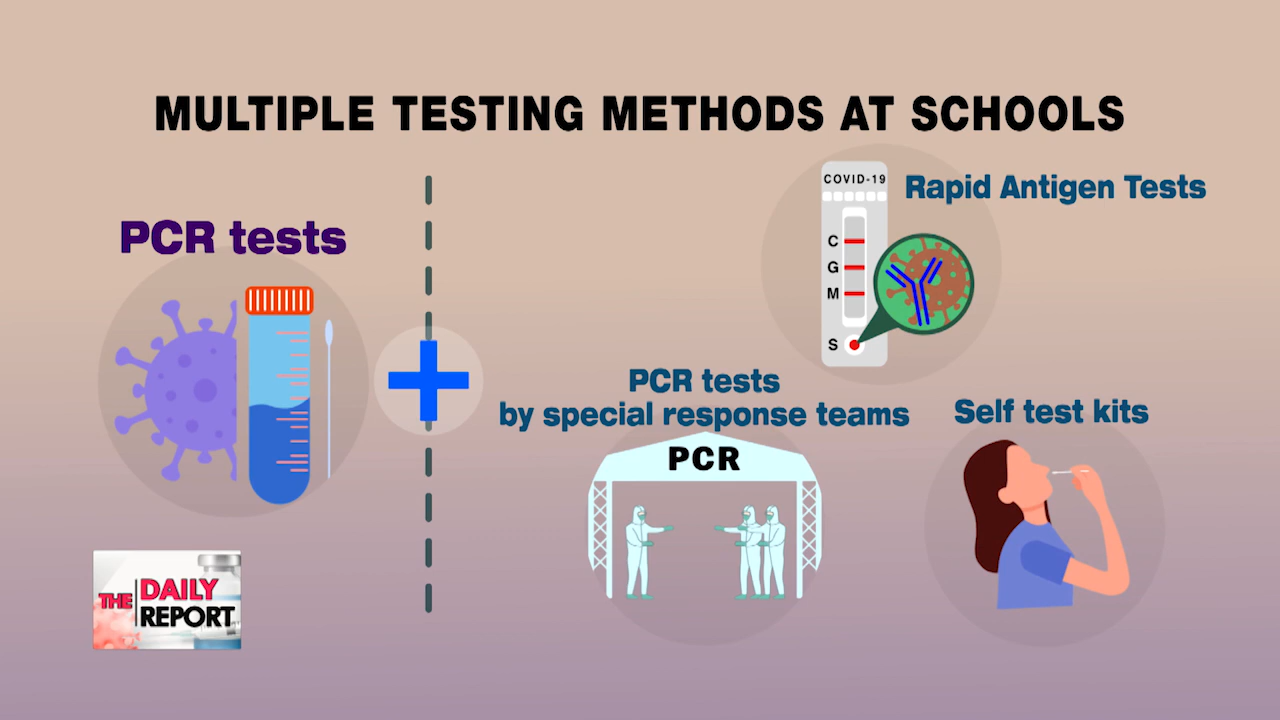 MULTIPLE TESTING METHODS AT SCHOOLS
PCR tests
COVID-19
C
G
M
S
Rapid Antigen Tests
PCR tests
by special response teams
PCR
Self test kits
THE DAILY
REPORT